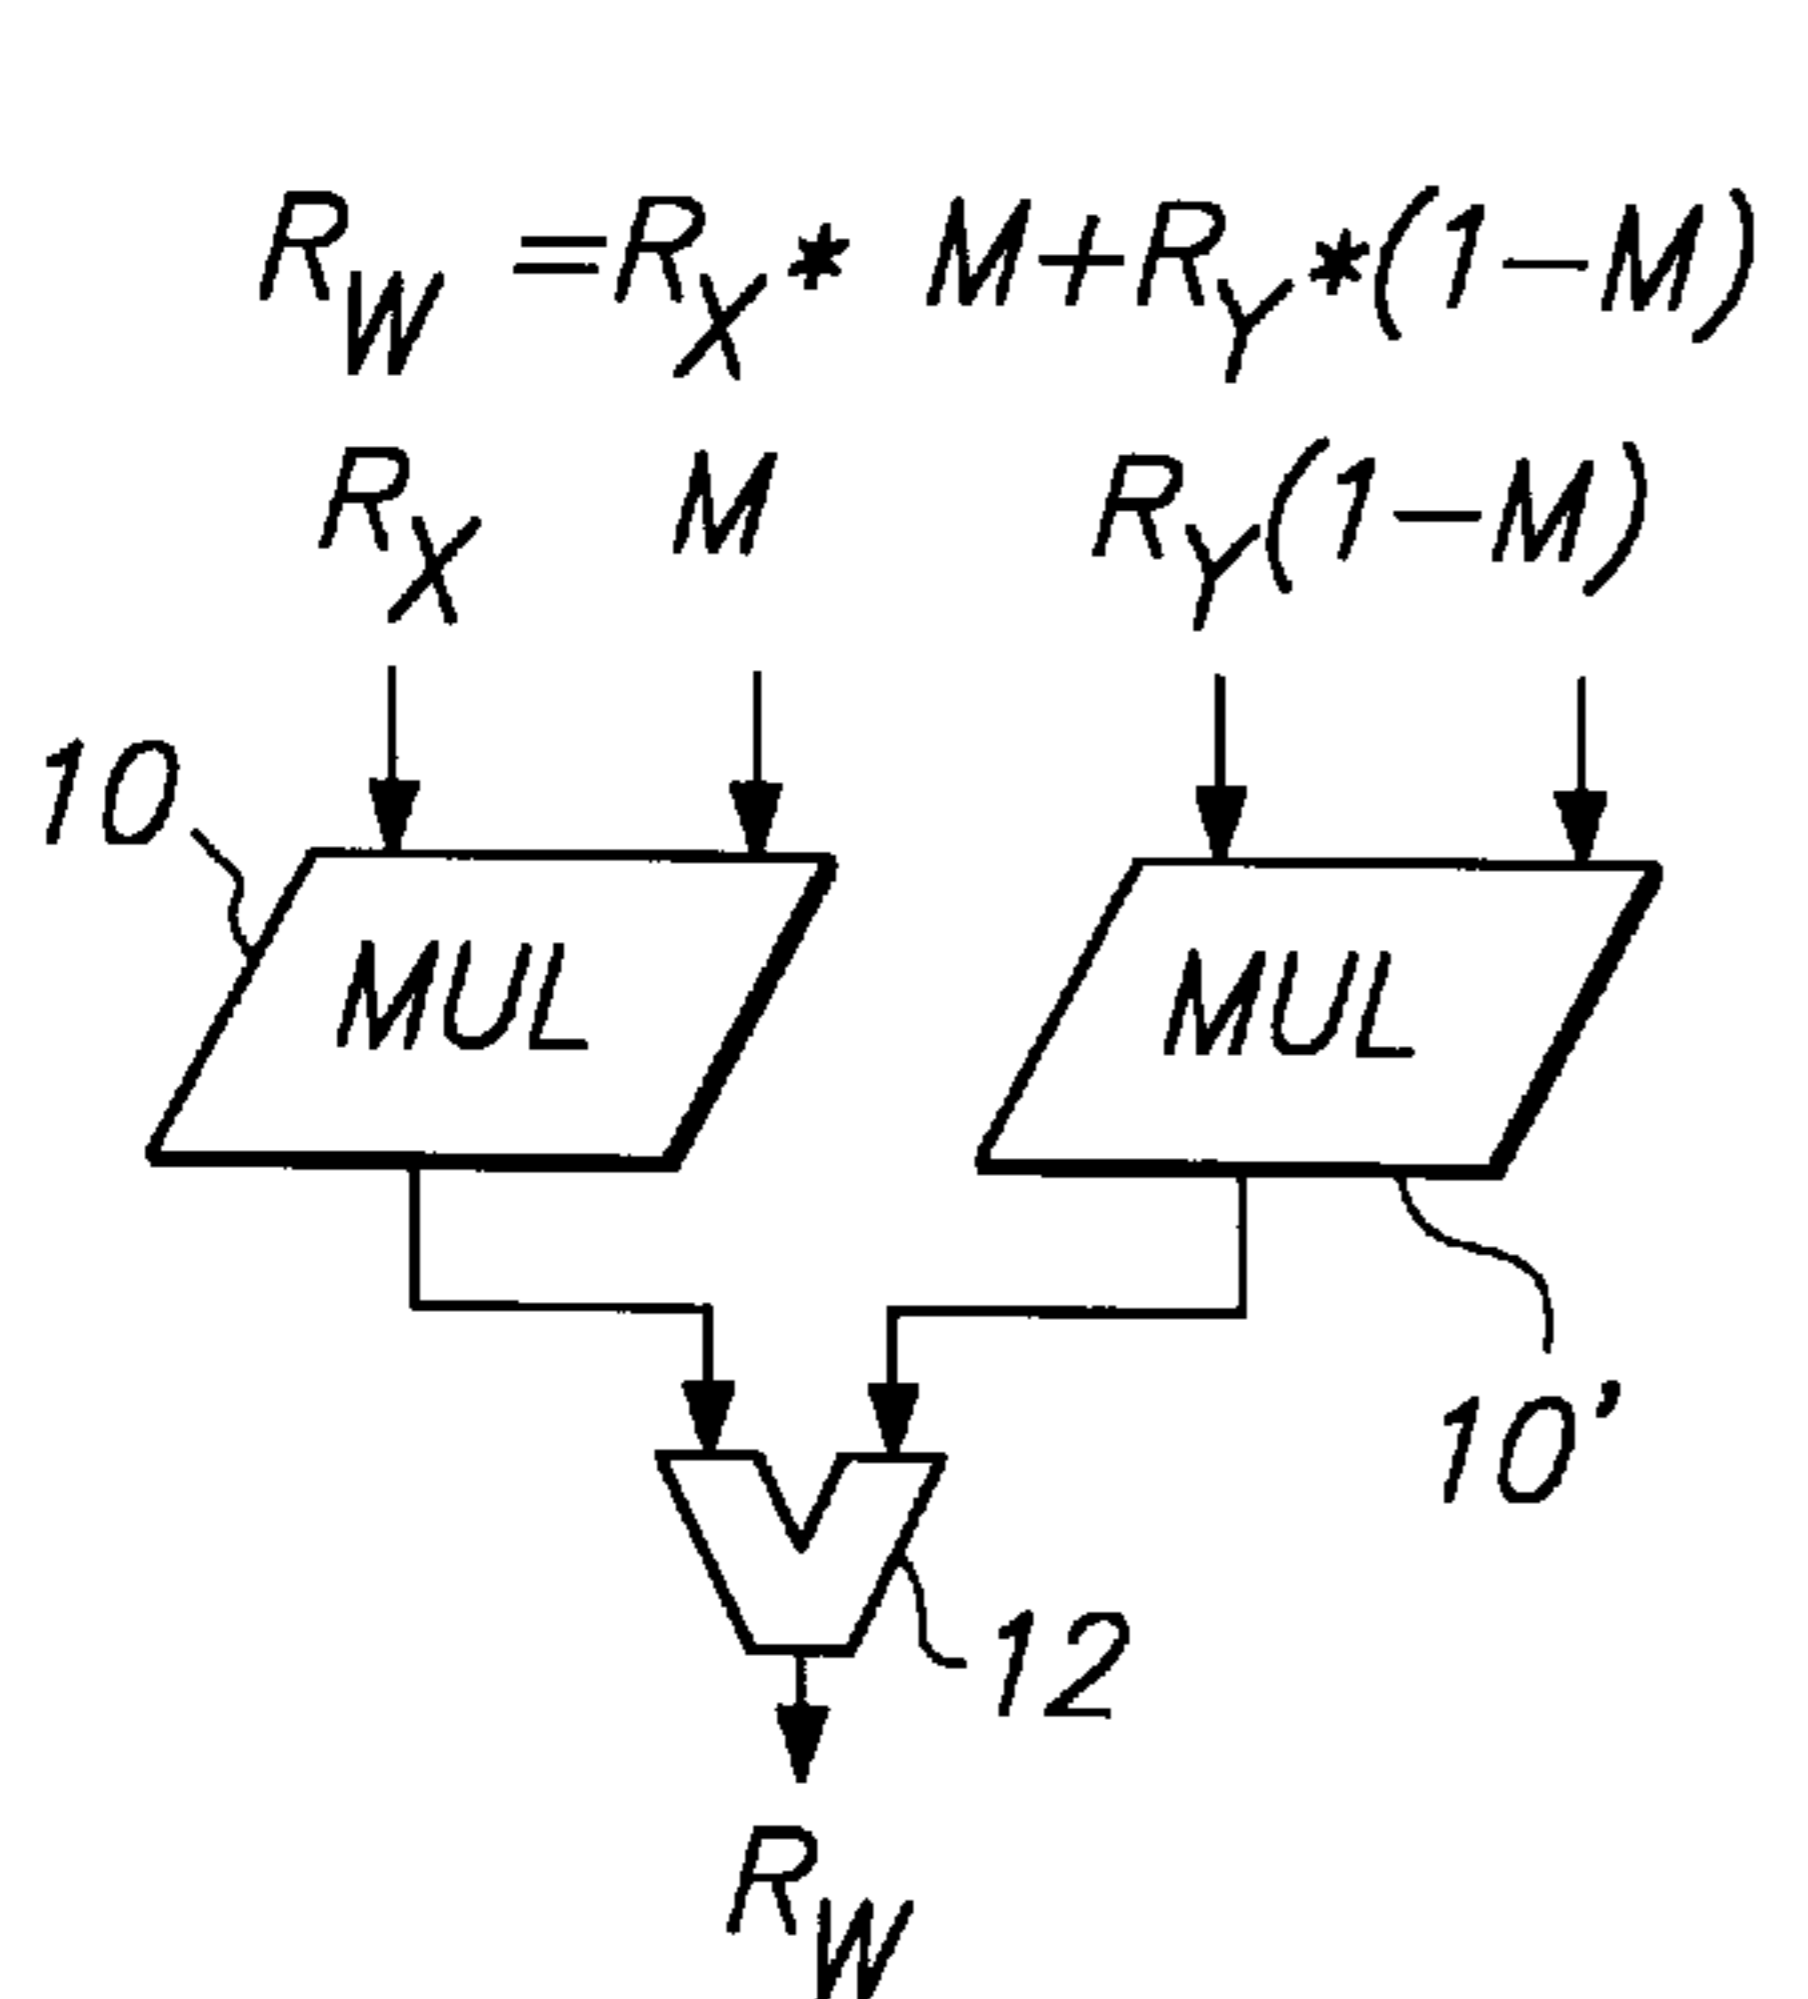 R_W = R_X * M + R_Y * (1 - M)
R_X M R_Y (1 - M)
10
MUL MUL
10'
12
R_W